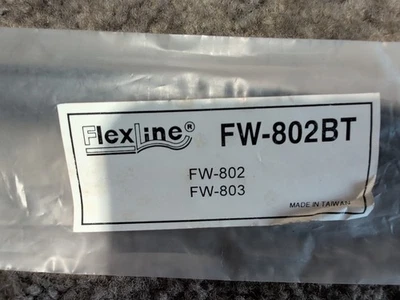 FlexLine® FW-802BT
FW-802
FW-803
MADE IN TAIWAN